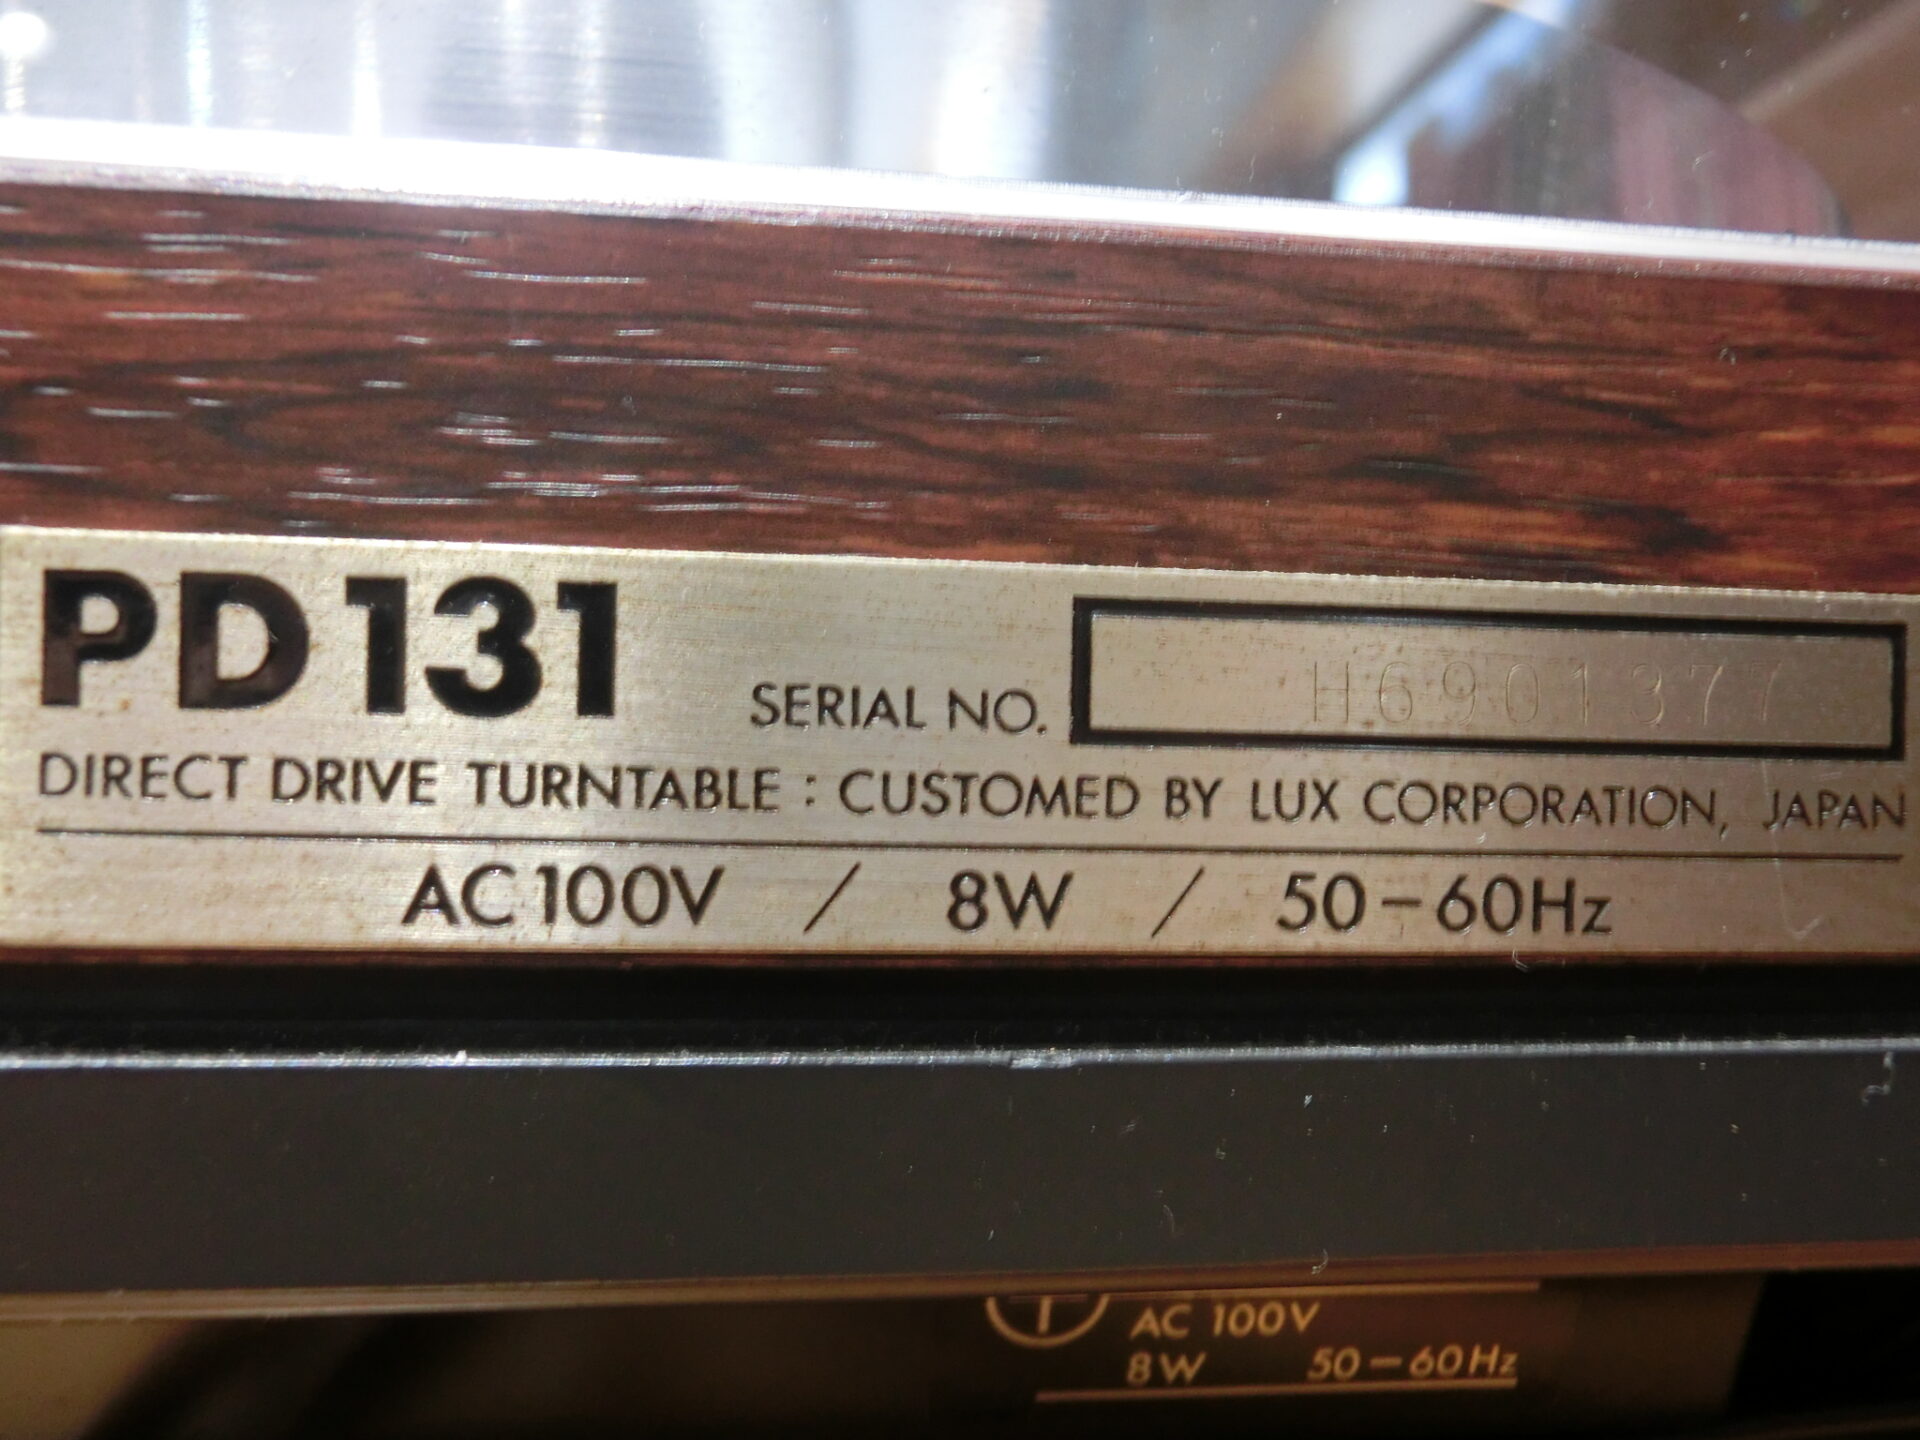 PD131
SERIAL NO. H6901377
DIRECT DRIVE TURNTABLE : CUSTOMED BY LUX CORPORATION, JAPAN
AC 100V / 8W / 50-60Hz
AC 100V
8W 50-60Hz